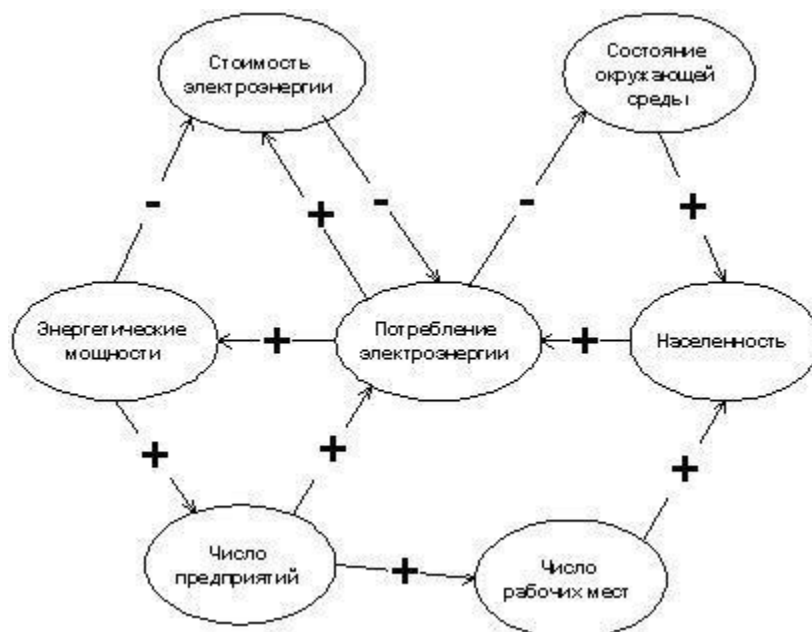 Стоимость
электроэнергии
Состояние
окружающей
среды
-
+
-
-
+
Энергетические
мощности
+
Потребление
электроэнергии
+
Населенность
+
+
+
Число
предприятий
+
Число
рабочих мест